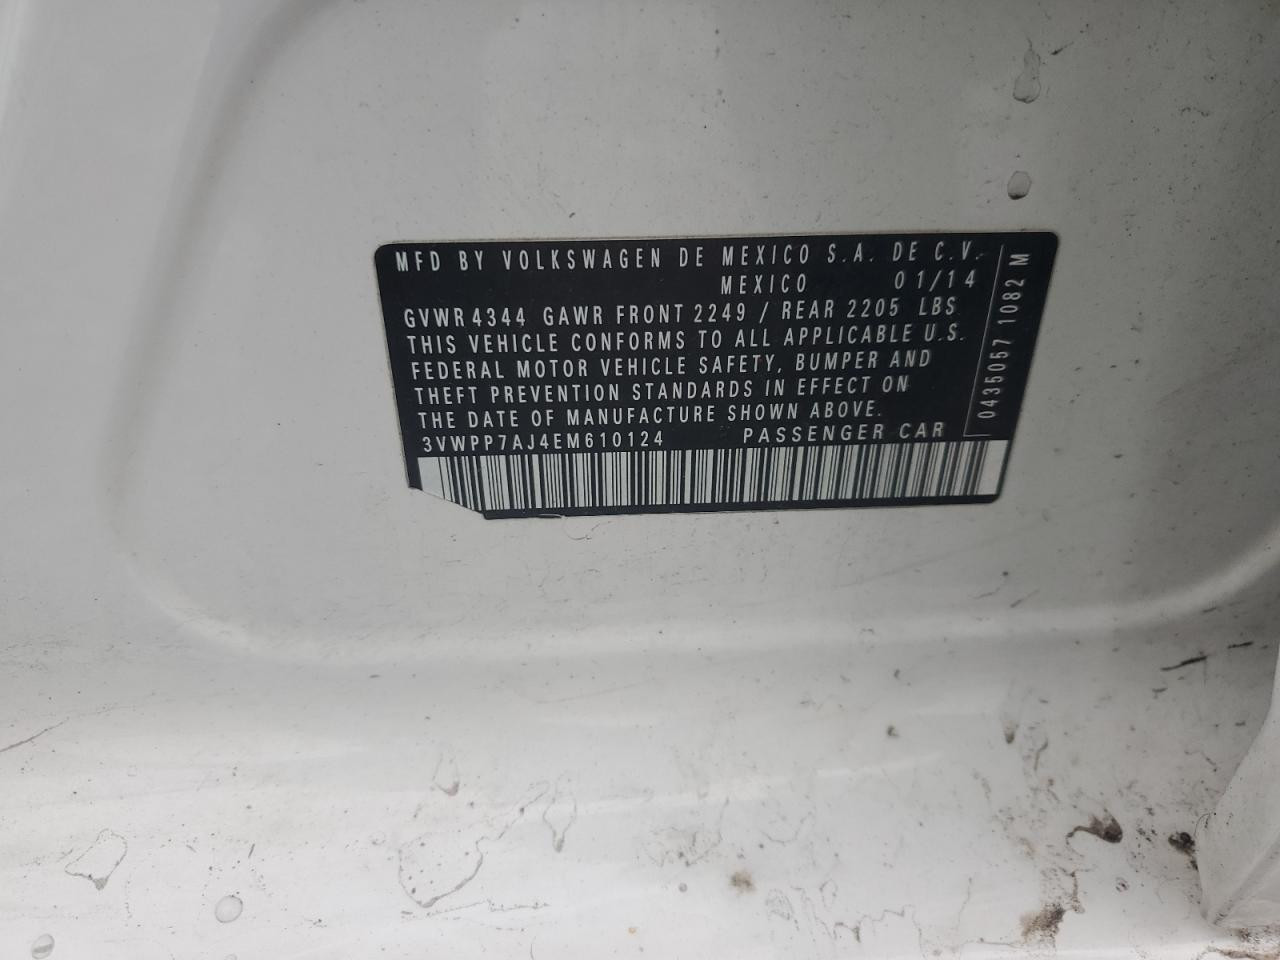 MFD BY VOLKSWAGEN DE MEXICO S.A. DE C.V.
MEXICO 01/14
GVWR 4344 GAWR FRONT 2249 / REAR 2205 LBS
THIS VEHICLE CONFORMS TO ALL APPLICABLE U.S.
FEDERAL MOTOR VEHICLE SAFETY, BUMPER AND
THEFT PREVENTION STANDARDS IN EFFECT ON
THE DATE OF MANUFACTURE SHOWN ABOVE.
3VWPP7AJ4EM610124 PASSENGER CAR
0435057 1082 M